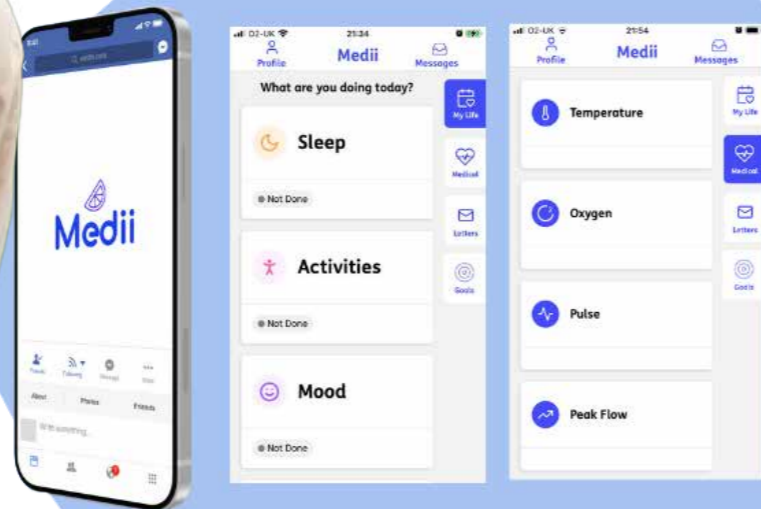 Medii
About
Photos
Friends
Write something...
O2-UK
21:34
Profile
Medii
Messages
What are you doing today?
My Life
Sleep
Medical
Not Done
Letters
Activities
Goals
Not Done
Mood
Not Done
O2-UK
21:54
Profile
Medii
Messages
My Life
Temperature
Medical
Oxygen
Letters
Goals
Pulse
Peak Flow